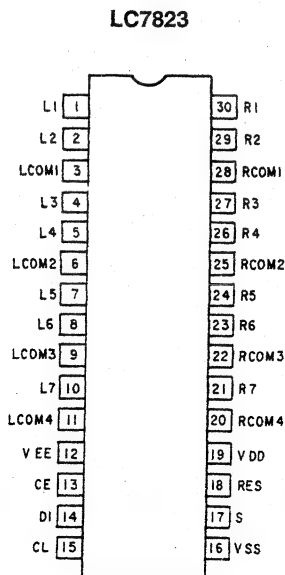 LC7823
L1 1 30 R1
L2 2 29 R2
LCOM1 3 28 RCOM1
L3 4 27 R3
L4 5 26 R4
LCOM2 6 25 RCOM2
L5 7 24 R5
L6 8 23 R6
LCOM3 9 22 RCOM3
L7 10 21 R7
LCOM4 11 20 RCOM4
VEE 12 19 VDD
CE 13 18 RES
DI 14 17 S
CL 15 16 VSS